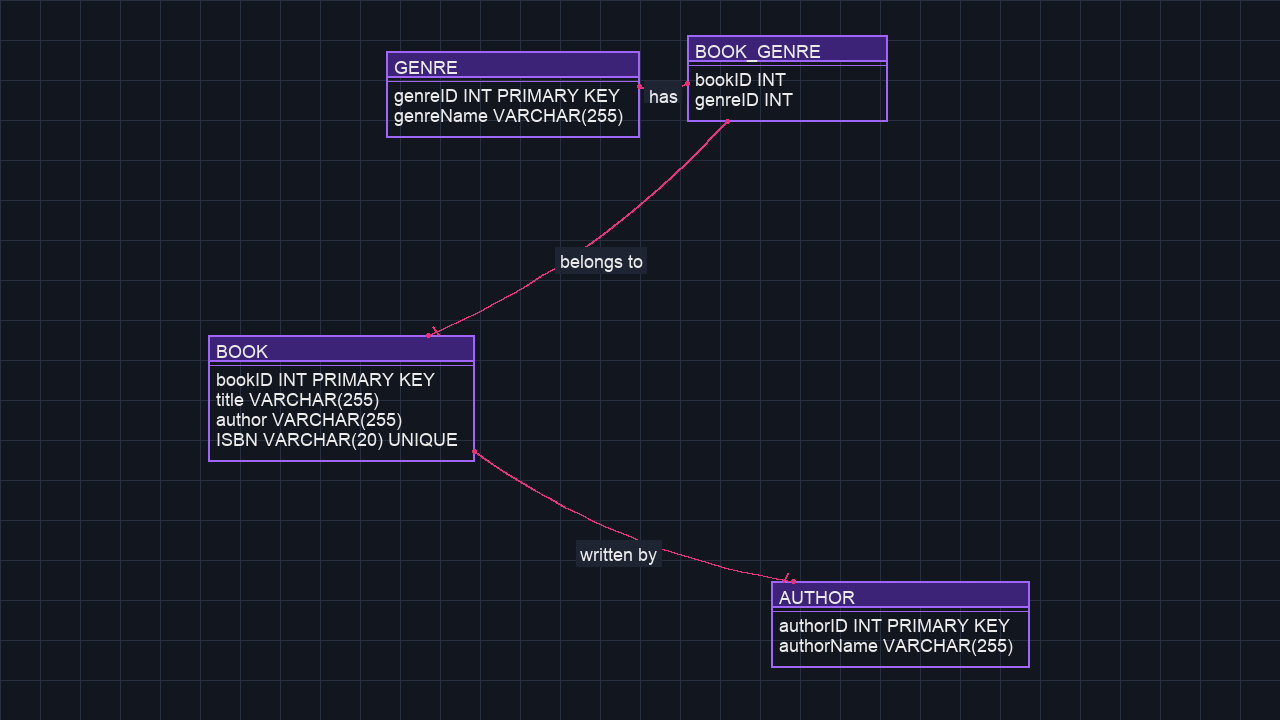 GENRE
genreID INT PRIMARY KEY
genreName VARCHAR(255)
has
BOOK_GENRE
bookID INT
genreID INT
belongs to
BOOK
bookID INT PRIMARY KEY
title VARCHAR(255)
author VARCHAR(255)
ISBN VARCHAR(20) UNIQUE
written by
AUTHOR
authorID INT PRIMARY KEY
authorName VARCHAR(255)